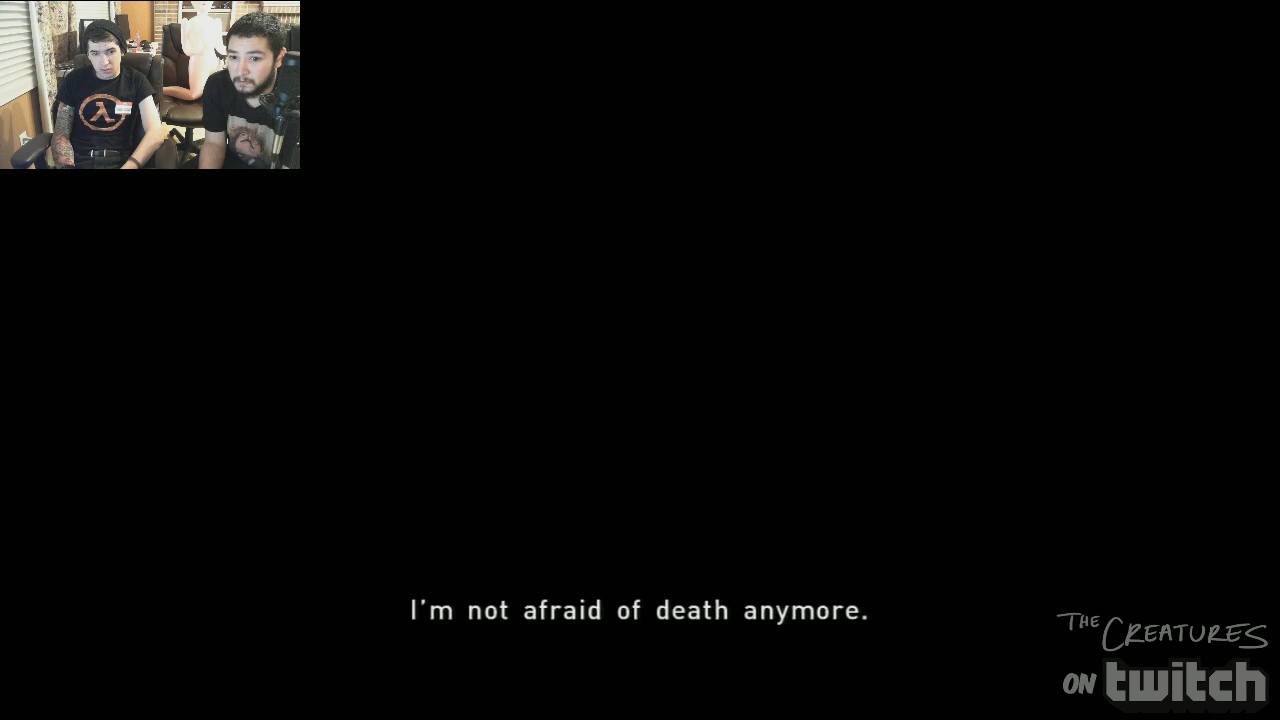 I'm not afraid of death anymore.
THE CREATURES
ON twitch